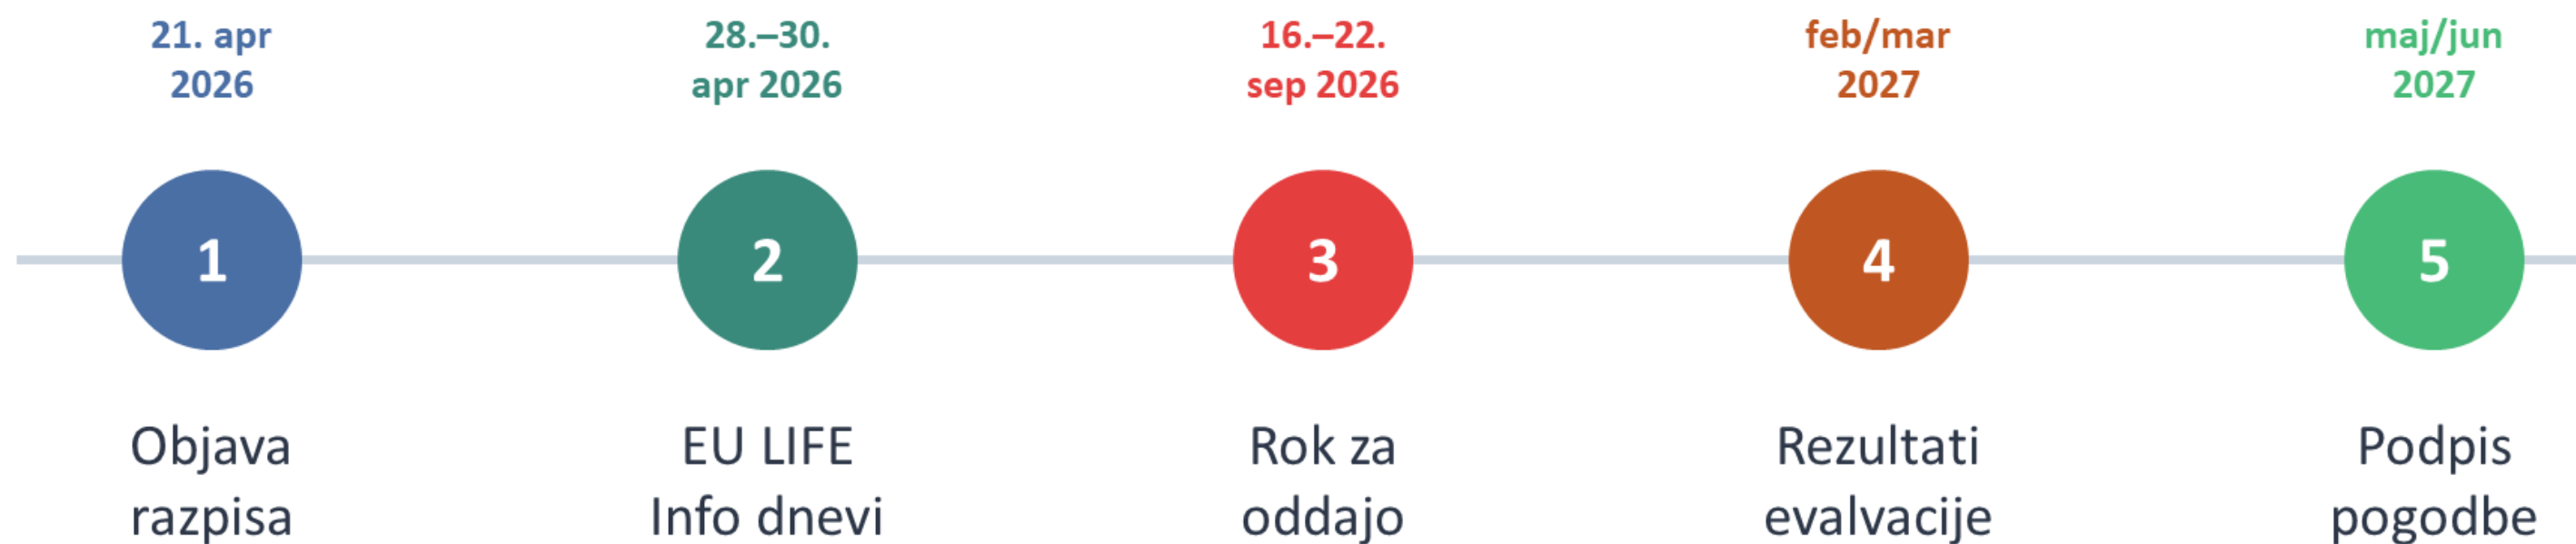 21. apr
2026
28.–30.
apr 2026
16.–22.
sep 2026
feb/mar
2027
maj/jun
2027
1
2
3
4
5
Objava
razpisa
EU LIFE
Info dnevi
Rok za
oddajo
Rezultati
evalvacije
Podpis
pogodbe